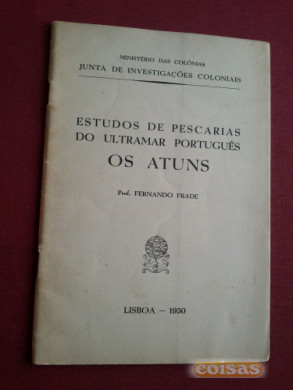 MINISTÉRIO DAS COLÓNIAS
JUNTA DE INVESTIGAÇÕES COLONIAIS
ESTUDOS DE PESCARIAS
DO ULTRAMAR PORTUGUÊS
OS ATUNS
Prof. FERNANDO FRADE
LISBOA — 1950
coisas